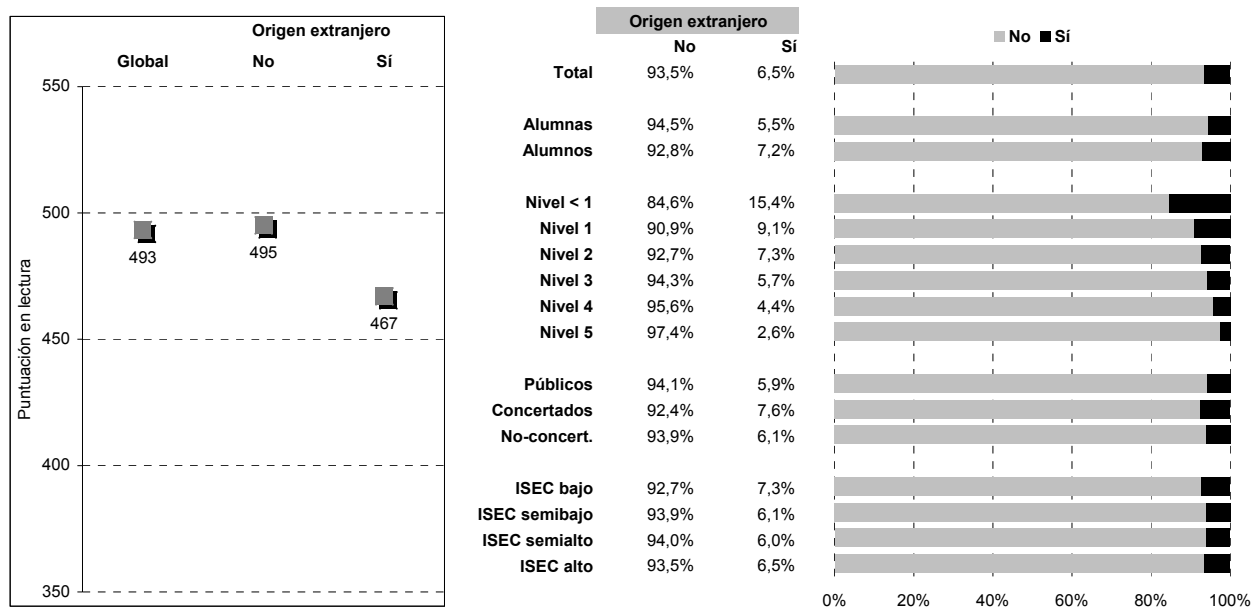 Origen extranjero
Global No Sí
Puntuación en lectura
550
500
450
400
350
493
495
467
Origen extranjero
No Sí
Total 93,5% 6,5%
Alumnas 94,5% 5,5%
Alumnos 92,8% 7,2%
Nivel < 1 84,6% 15,4%
Nivel 1 90,9% 9,1%
Nivel 2 92,7% 7,3%
Nivel 3 94,3% 5,7%
Nivel 4 95,6% 4,4%
Nivel 5 97,4% 2,6%
Públicos 94,1% 5,9%
Concertados 92,4% 7,6%
No-concert. 93,9% 6,1%
ISEC bajo 92,7% 7,3%
ISEC semibajo 93,9% 6,1%
ISEC semialto 94,0% 6,0%
ISEC alto 93,5% 6,5%
No Sí
0% 20% 40% 60% 80% 100%